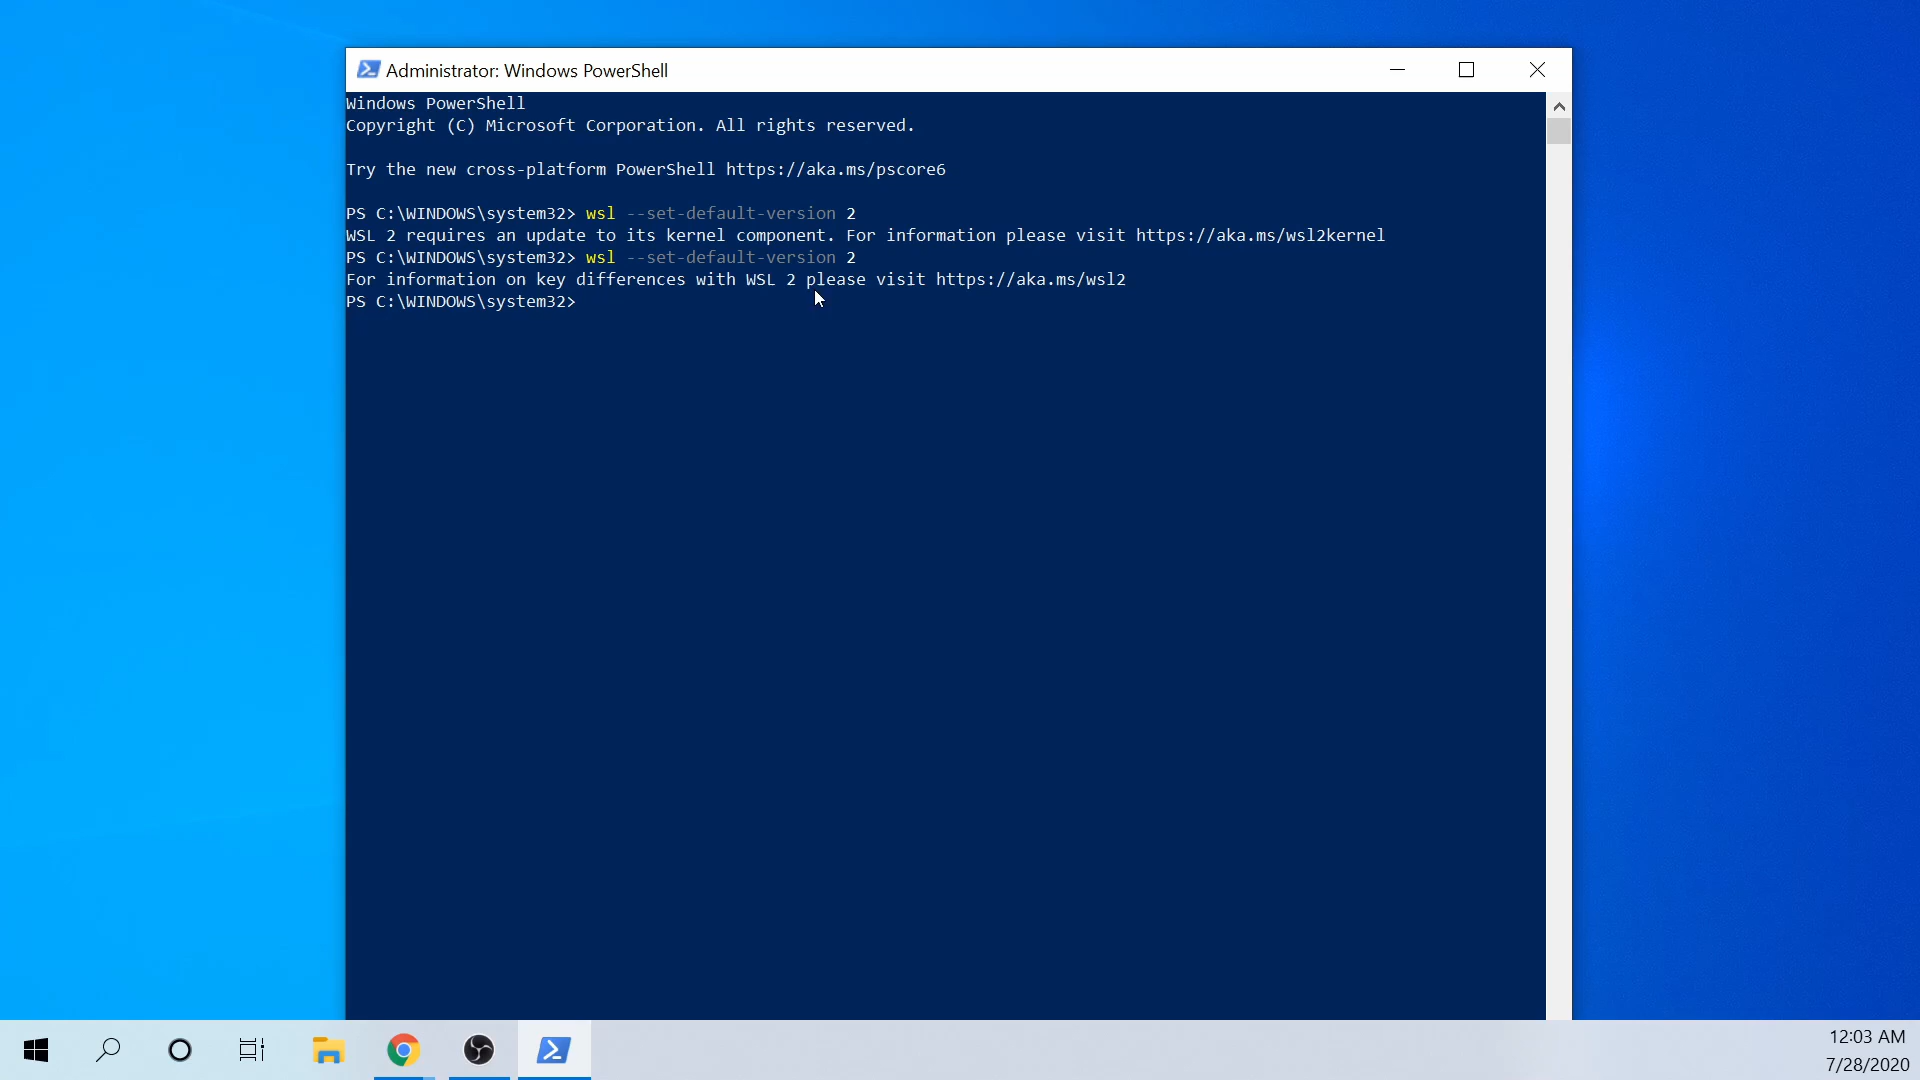 Administrator: Windows PowerShell
Windows PowerShell
Copyright (C) Microsoft Corporation. All rights reserved.
Try the new cross-platform PowerShell https://aka.ms/pscore6
PS C:\WINDOWS\system32> wsl --set-default-version 2
WSL 2 requires an update to its kernel component. For information please visit https://aka.ms/wsl2kernel
PS C:\WINDOWS\system32> wsl --set-default-version 2
For information on key differences with WSL 2 please visit https://aka.ms/wsl2
PS C:\WINDOWS\system32>
12:03 AM
7/28/2020